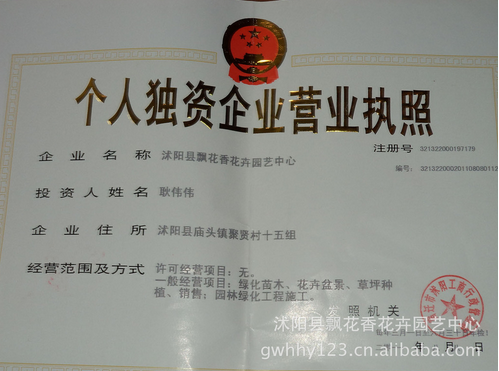 个人独资企业营业执照
注册号 321322000197179
编号:
企业名称 沭阳县飘花香花卉园艺中心
投资人姓名 耿伟伟
企业住所 沭阳县庙头镇聚贤村十五组
经营范围及方式 许可经营项目:无。
一般经营项目:绿化苗木、花卉盆景、草坪种
植、销售;园林绿化工程施工。
发照机关
沭阳县飘花香花卉园艺中心
年 月 日
gwhhy123.cn.alibaba.com